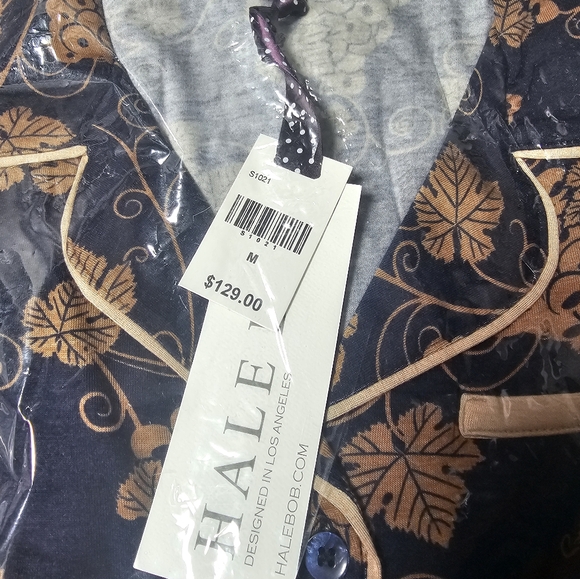 S1021
S1021
M
$129.00
HALE
DESIGNED IN LOS ANGELES
HALEBOB.COM